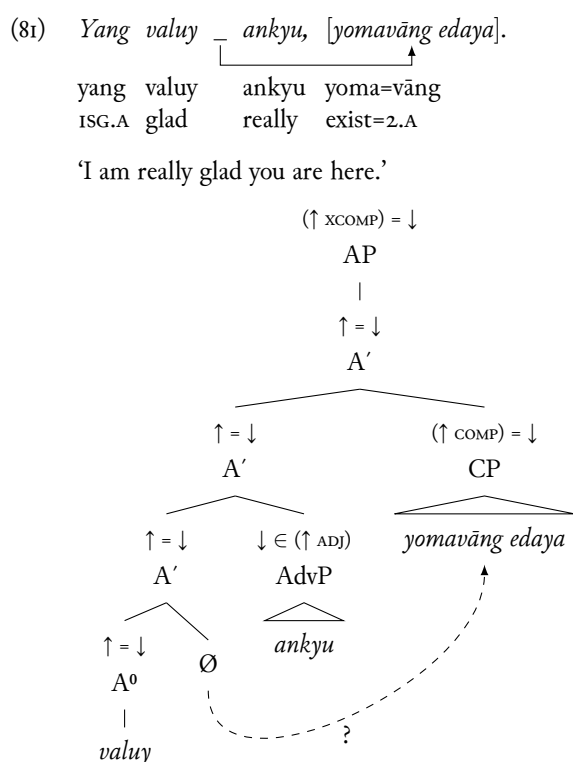 (81) Yang valuy _ ankyu, [yomavāng edaya].
yang valuy ankyu yoma=vāng
1SG.A glad really exist=2.A
‘I am really glad you are here.’
(↑ XCOMP) = ↓
AP
↑ = ↓
A′
↑ = ↓ (↑ COMP) = ↓
A′ CP
↑ = ↓ ↓ ∈ (↑ ADJ) yomavāng edaya
A′ AdvP
↑ = ↓ Ø ankyu
A⁰
?
valuy